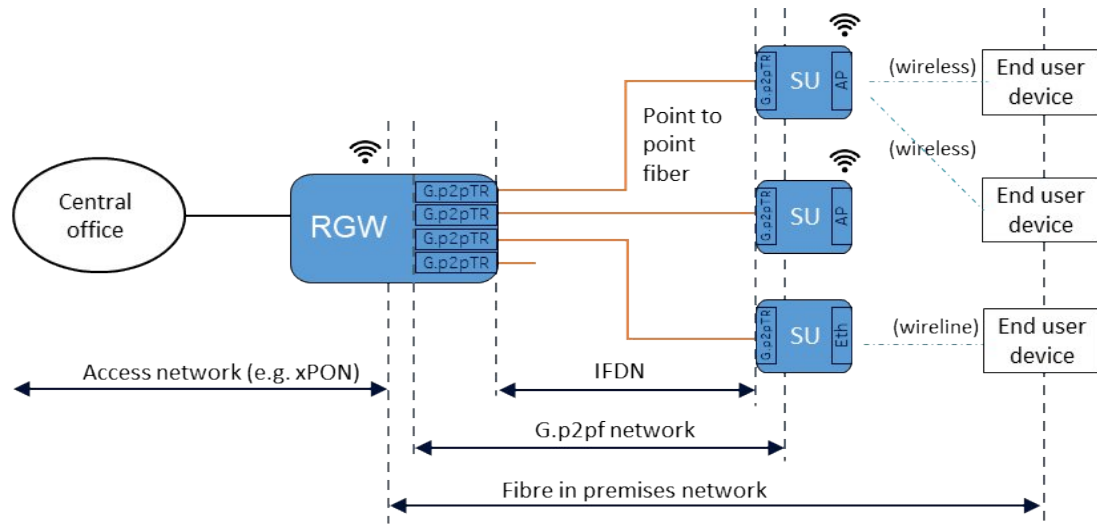 Central
office
RGW
G.p2pTR
G.p2pTR
G.p2pTR
G.p2pTR
Point to
point
fiber
G.p2pTR
SU
AP
(wireless)
End user
device
(wireless)
G.p2pTR
SU
AP
End user
device
G.p2pTR
SU
Eth
(wireline)
End user
device
Access network (e.g. xPON)
IFDN
G.p2pf network
Fibre in premises network